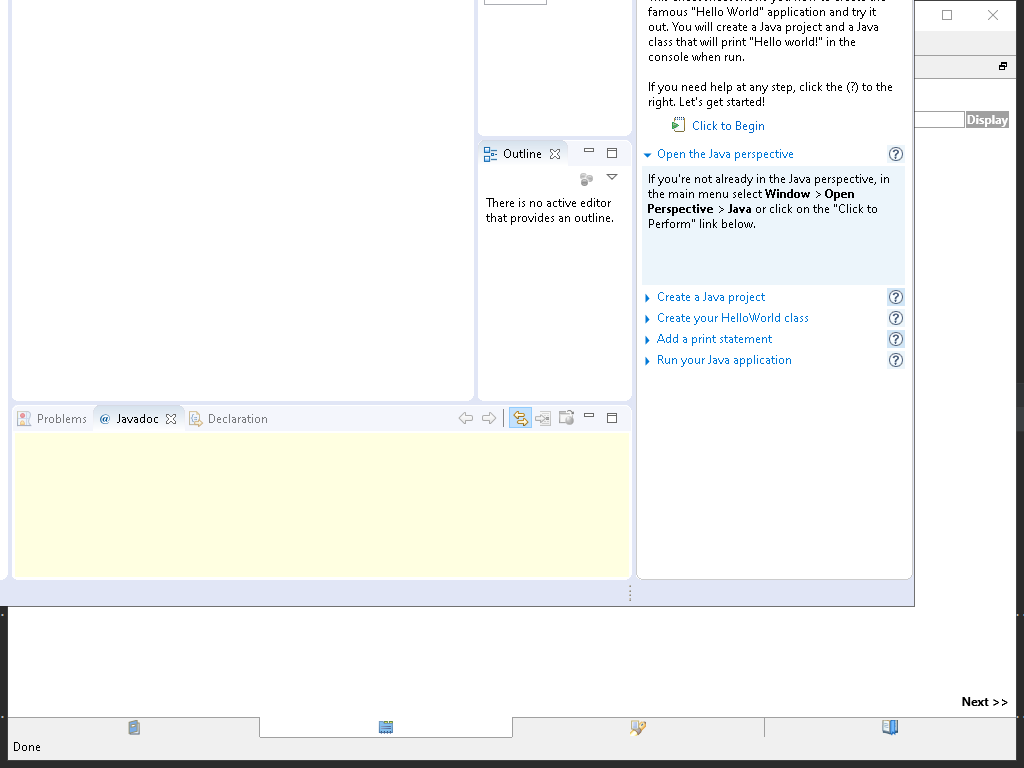 famous "Hello World" application and try it
out. You will create a Java project and a Java
class that will print "Hello world!" in the
console when run.
If you need help at any step, click the (?) to the
right. Let's get started!
Click to Begin
Display
Outline
Open the Java perspective
There is no active editor
that provides an outline.
If you're not already in the Java perspective, in
the main menu select Window > Open
Perspective > Java or click on the "Click to
Perform" link below.
Create a Java project
Create your HelloWorld class
Add a print statement
Run your Java application
Problems
@ Javadoc
Declaration
Next >>
Done